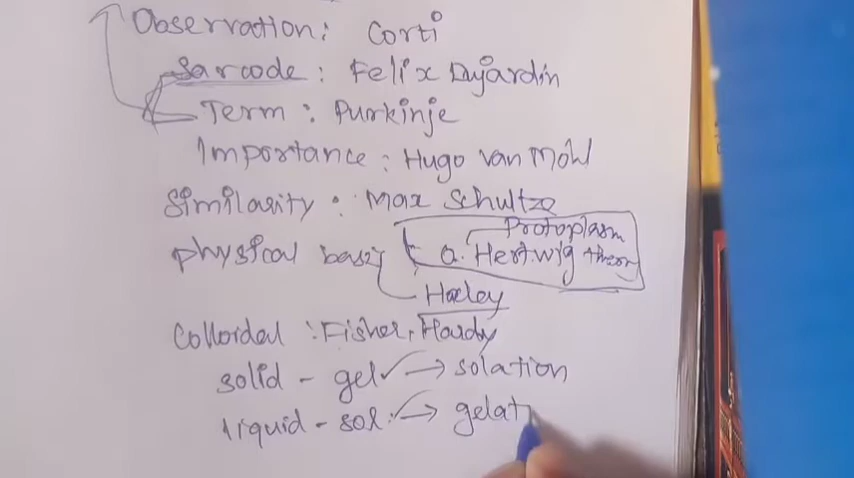 Observation: Corti
Sarcode: Felix Dujardin
Term: Purkinje
Importance: Hugo van Mohl
Similarity: Max Schultze
Protoplasm
physical basis O. Hertwig theory
Huxley
Colloidal: Fisher, Hardy
solid - gel → solation
liquid - sol → gelat